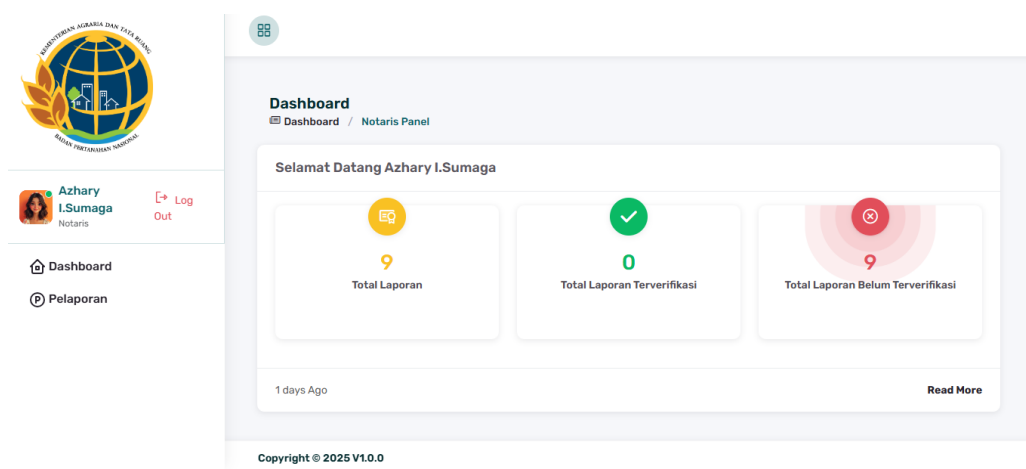 KEMENTERIAN AGRARIA DAN TATA RUANG
BADAN PERTANAHAN NASIONAL
Azhary
I.Sumaga
Notaris
Log
Out
Dashboard
Pelaporan
Dashboard
Dashboard / Notaris Panel
Selamat Datang Azhary I.Sumaga
9
Total Laporan
0
Total Laporan Terverifikasi
9
Total Laporan Belum Terverifikasi
1 days Ago
Read More
Copyright © 2025 V1.0.0